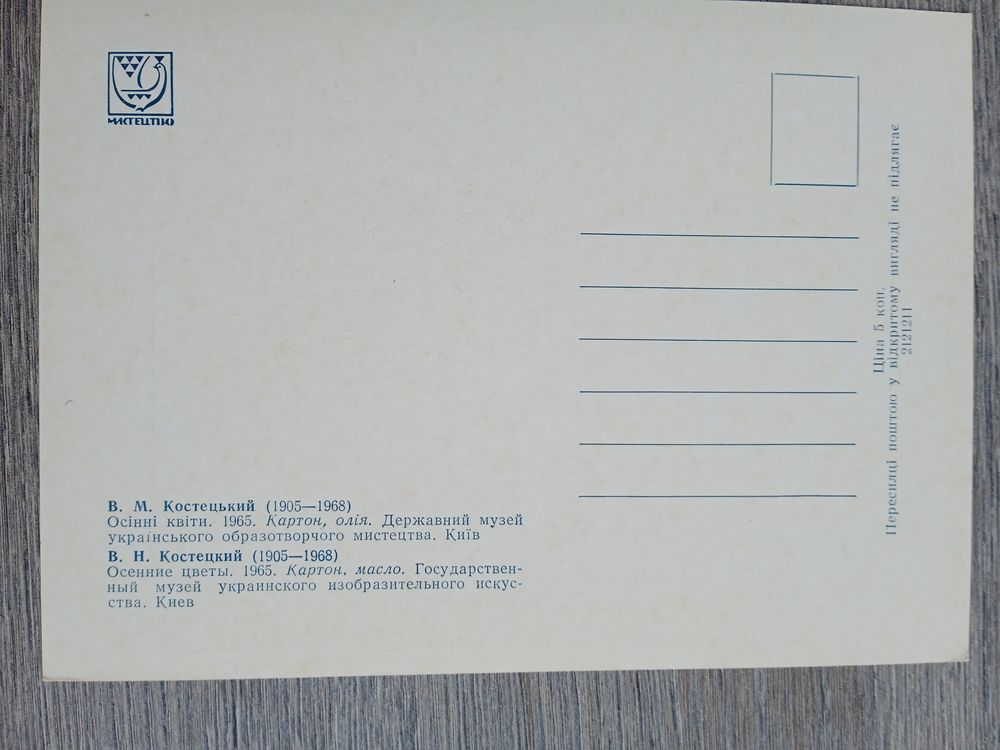 МИСТЕЦТВО
В. М. Костецький (1905—1968)
Осінні квіти. 1965. Картон, олія. Державний музей
українського образотворчого мистецтва. Київ
В. Н. Костецкий (1905—1968)
Осенние цветы. 1965. Картон, масло. Государствен-
ный музей украинского изобразительного искус-
ства. Киев
Ціна 5 коп.
Пересилці поштою у відкритому вигляді не підлягає
2121211